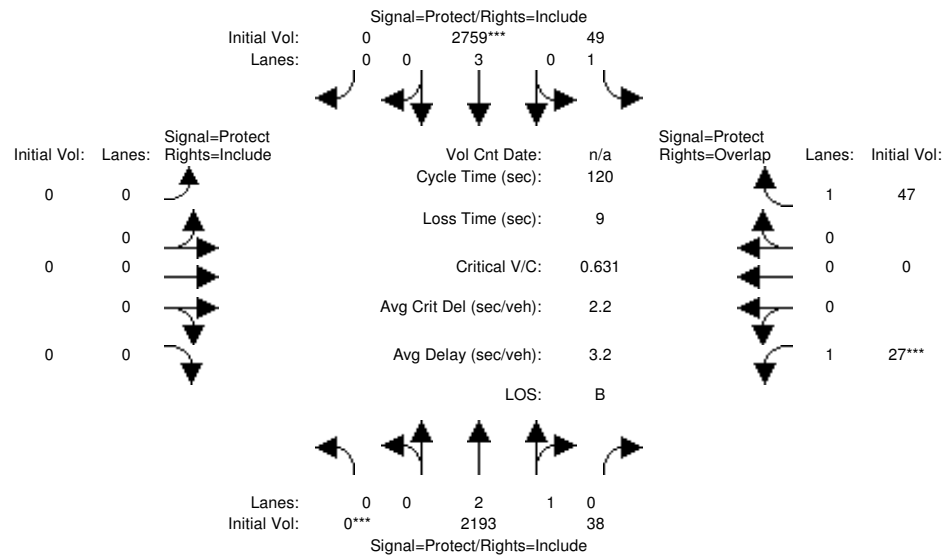 Signal=Protect/Rights=Include
Initial Vol: 0 2759*** 49
Lanes: 0 0 3 0 1
Signal=Protect Signal=Protect
Initial Vol: Lanes: Rights=Include Vol Cnt Date: n/a Rights=Overlap Lanes: Initial Vol:
Cycle Time (sec): 120
0 0 1 47
Loss Time (sec): 9
0 0
0 0 Critical V/C: 0.631 0 0
0 Avg Crit Del (sec/veh): 2.2 0
0 0 Avg Delay (sec/veh): 3.2 1 27***
LOS: B
Lanes: 0 0 2 1 0
Initial Vol: 0*** 2193 38
Signal=Protect/Rights=Include